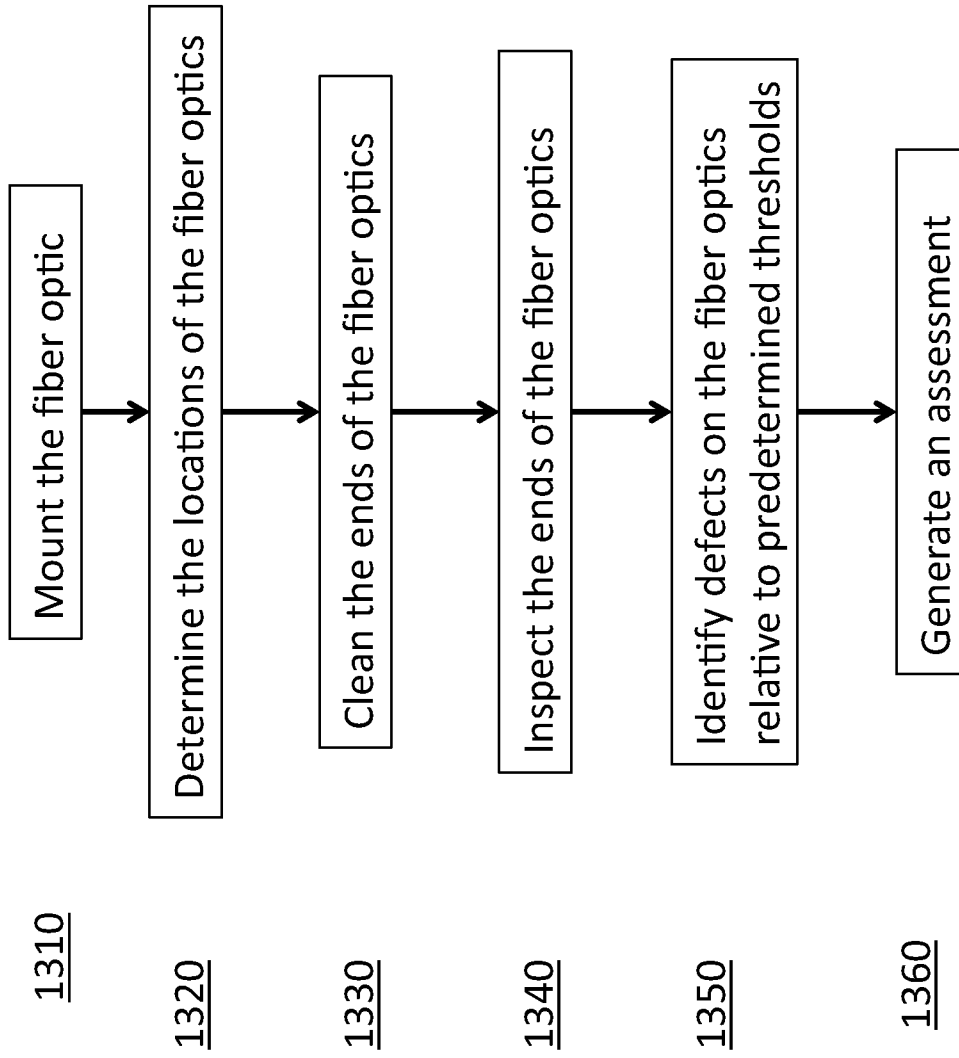 1310
Mount the fiber optic
1320
Determine the locations of the fiber optics
1330
Clean the ends of the fiber optics
1340
Inspect the ends of the fiber optics
1350
Identify defects on the fiber optics
relative to predetermined thresholds
1360
Generate an assessment